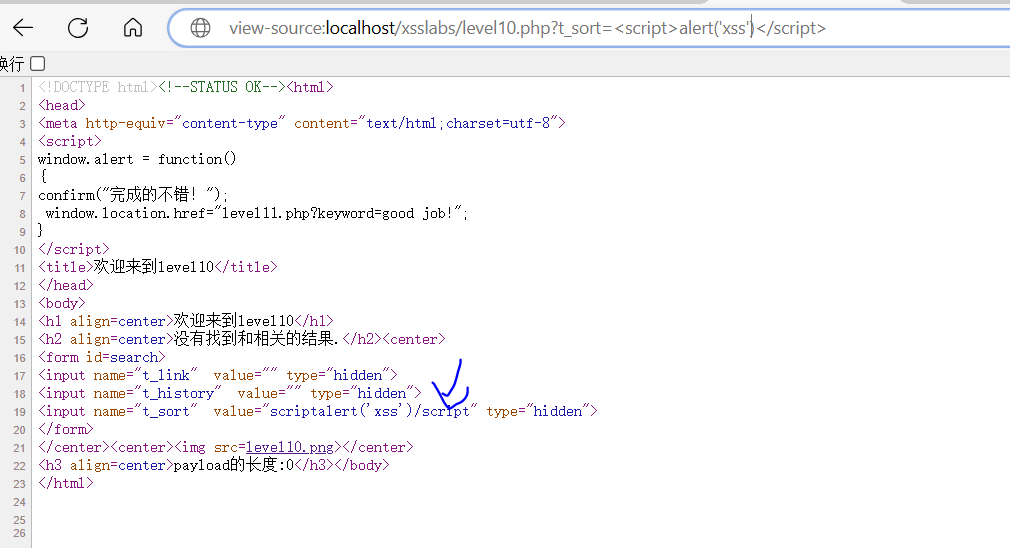 view-source:localhost/xsslabs/level10.php?t_sort=<script>alert('xss')</script>
换行
1 <!DOCTYPE html><!--STATUS OK--><html>
2 <head>
3 <meta http-equiv="content-type" content="text/html;charset=utf-8">
4 <script>
5 window.alert = function()
6 {
7 confirm("完成的不错！");
8 window.location.href="level11.php?keyword=good job!";
9 }
10 </script>
11 <title>欢迎来到level10</title>
12 </head>
13 <body>
14 <h1 align=center>欢迎来到level10</h1>
15 <h2 align=center>没有找到和相关的结果.</h2><center>
16 <form id=search>
17 <input name="t_link"  value="" type="hidden">
18 <input name="t_history"  value="" type="hidden">
19 <input name="t_sort"  value="scriptalert('xss')/script" type="hidden">
20 </form>
21 </center><center><img src=level10.png></center>
22 <h3 align=center>payload的长度:0</h3></body>
23 </html>
24
25
26